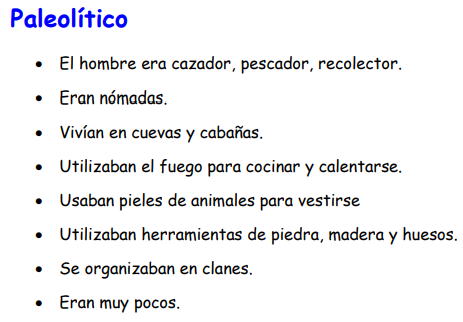 Paleolítico
• El hombre era cazador, pescador, recolector.
• Eran nómadas.
• Vivían en cuevas y cabañas.
• Utilizaban el fuego para cocinar y calentarse.
• Usaban pieles de animales para vestirse
• Utilizaban herramientas de piedra, madera y huesos.
• Se organizaban en clanes.
• Eran muy pocos.